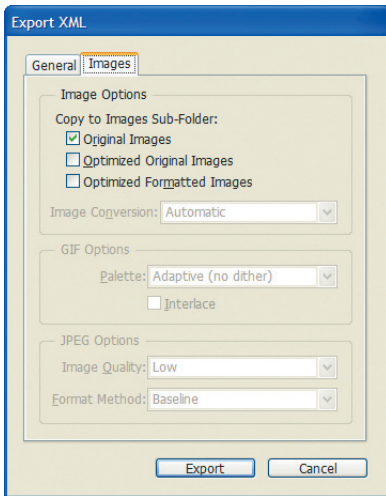 Export XML
General Images
Image Options
Copy to Images Sub-Folder:
Original Images
Optimized Original Images
Optimized Formatted Images
Image Conversion: Automatic
GIF Options
Palette: Adaptive (no dither)
Interlace
JPEG Options
Image Quality: Low
Format Method: Baseline
Export Cancel